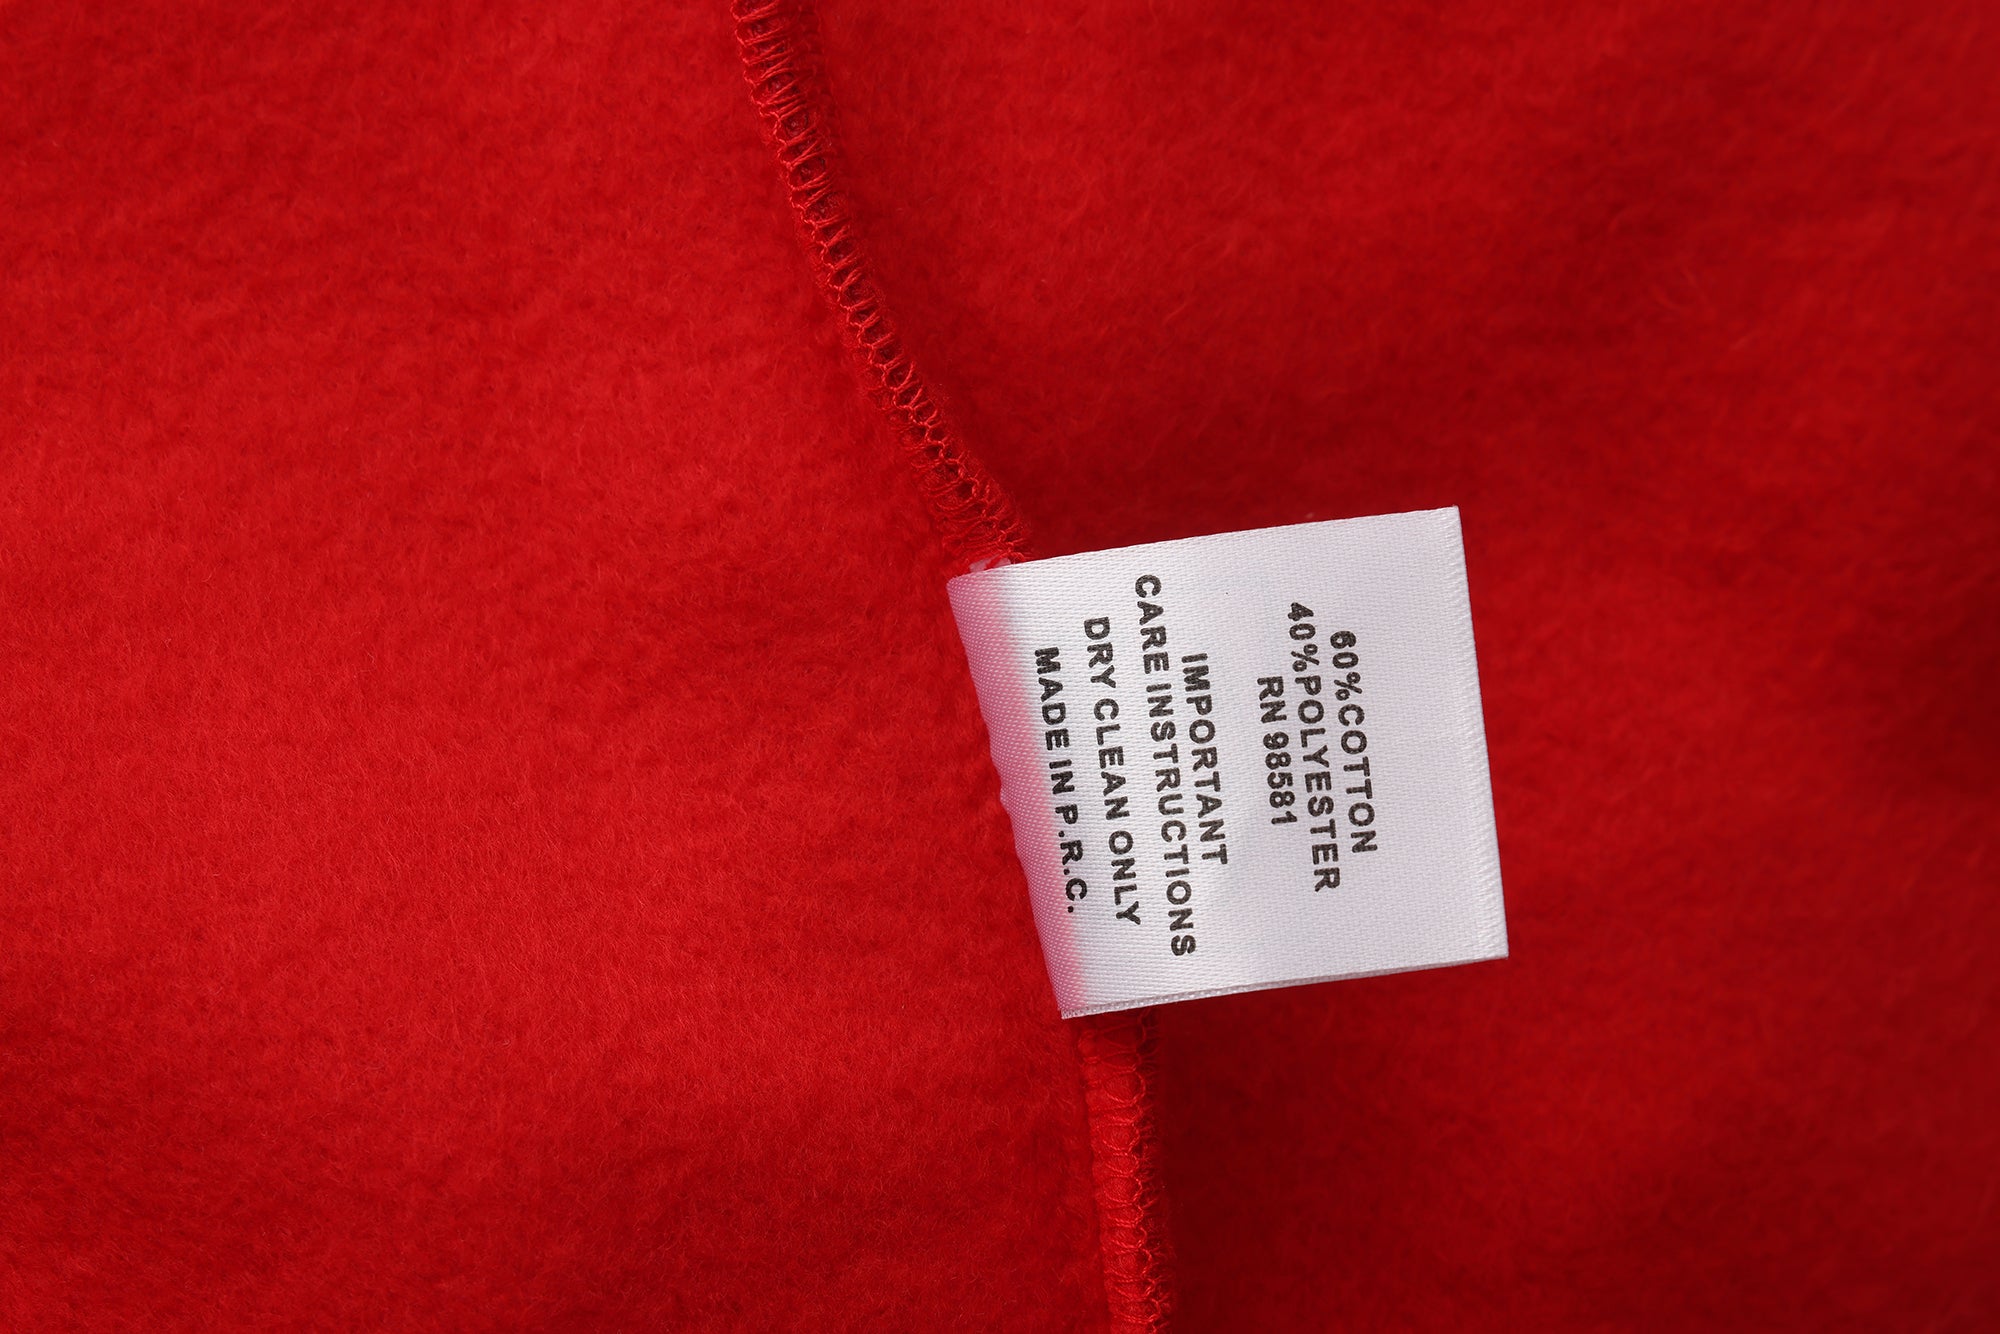 60%COTTON
40%POLYESTER
RN 98581
IMPORTANT
CARE INSTRUCTIONS
DRY CLEAN ONLY
MADE IN P.R.C.